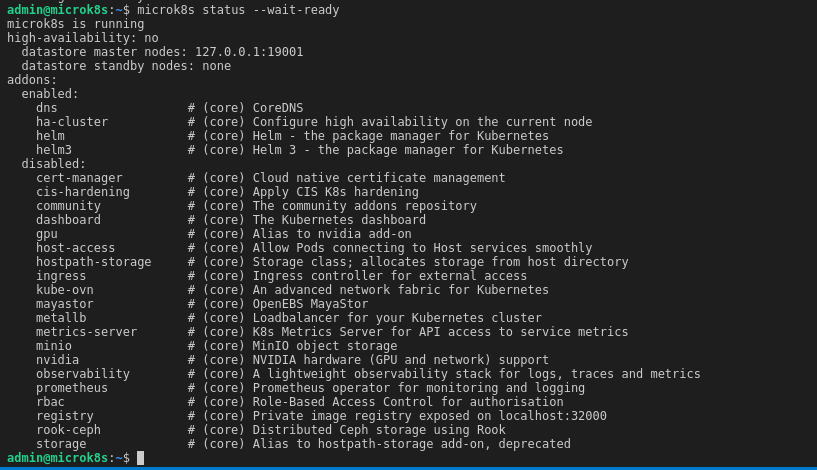 admin@microk8s:~$ microk8s status --wait-ready
microk8s is running
high-availability: no
  datastore master nodes: 127.0.0.1:19001
  datastore standby nodes: none
addons:
  enabled:
    dns                  # (core) CoreDNS
    ha-cluster           # (core) Configure high availability on the current node
    helm                 # (core) Helm - the package manager for Kubernetes
    helm3                # (core) Helm 3 - the package manager for Kubernetes
  disabled:
    cert-manager         # (core) Cloud native certificate management
    cis-hardening        # (core) Apply CIS K8s hardening
    community            # (core) The community addons repository
    dashboard            # (core) The Kubernetes dashboard
    gpu                  # (core) Alias to nvidia add-on
    host-access          # (core) Allow Pods connecting to Host services smoothly
    hostpath-storage     # (core) Storage class; allocates storage from host directory
    ingress              # (core) Ingress controller for external access
    kube-ovn             # (core) An advanced network fabric for Kubernetes
    mayastor             # (core) OpenEBS MayaStor
    metallb              # (core) Loadbalancer for your Kubernetes cluster
    metrics-server       # (core) K8s Metrics Server for API access to service metrics
    minio                # (core) MinIO object storage
    nvidia               # (core) NVIDIA hardware (GPU and network) support
    observability        # (core) A lightweight observability stack for logs, traces and metrics
    prometheus           # (core) Prometheus operator for monitoring and logging
    rbac                 # (core) Role-Based Access Control for authorisation
    registry             # (core) Private image registry exposed on localhost:32000
    rook-ceph            # (core) Distributed Ceph storage using Rook
    storage              # (core) Alias to hostpath-storage add-on, deprecated
admin@microk8s:~$